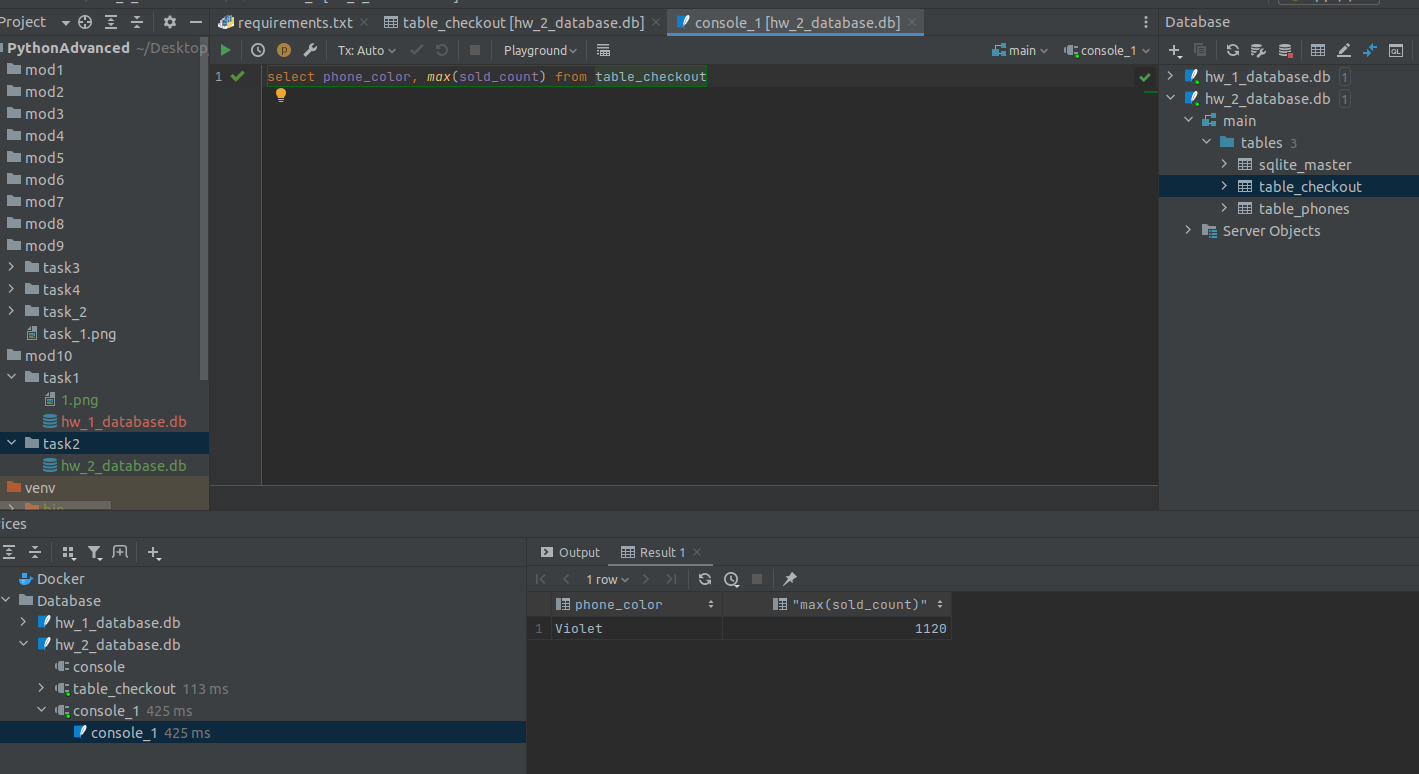 Project
requirements.txt
table_checkout [hw_2_database.db]
console_1 [hw_2_database.db]
Database
PythonAdvanced ~/Desktop
mod1
mod2
mod3
mod4
mod5
mod6
mod7
mod8
mod9
task3
task4
task_2
task_1.png
mod10
task1
1.png
hw_1_database.db
task2
hw_2_database.db
venv
bin
Tx: Auto
Playground
main
console_1
1 select phone_color, max(sold_count) from table_checkout
hw_1_database.db 1
hw_2_database.db 1
main
tables 3
sqlite_master
table_checkout
table_phones
Server Objects
ices
Docker
Database
hw_1_database.db
hw_2_database.db
console
table_checkout 113 ms
console_1 425 ms
console_1 425 ms
Output
Result 1
1 row
phone_color "max(sold_count)"
1 Violet 1120